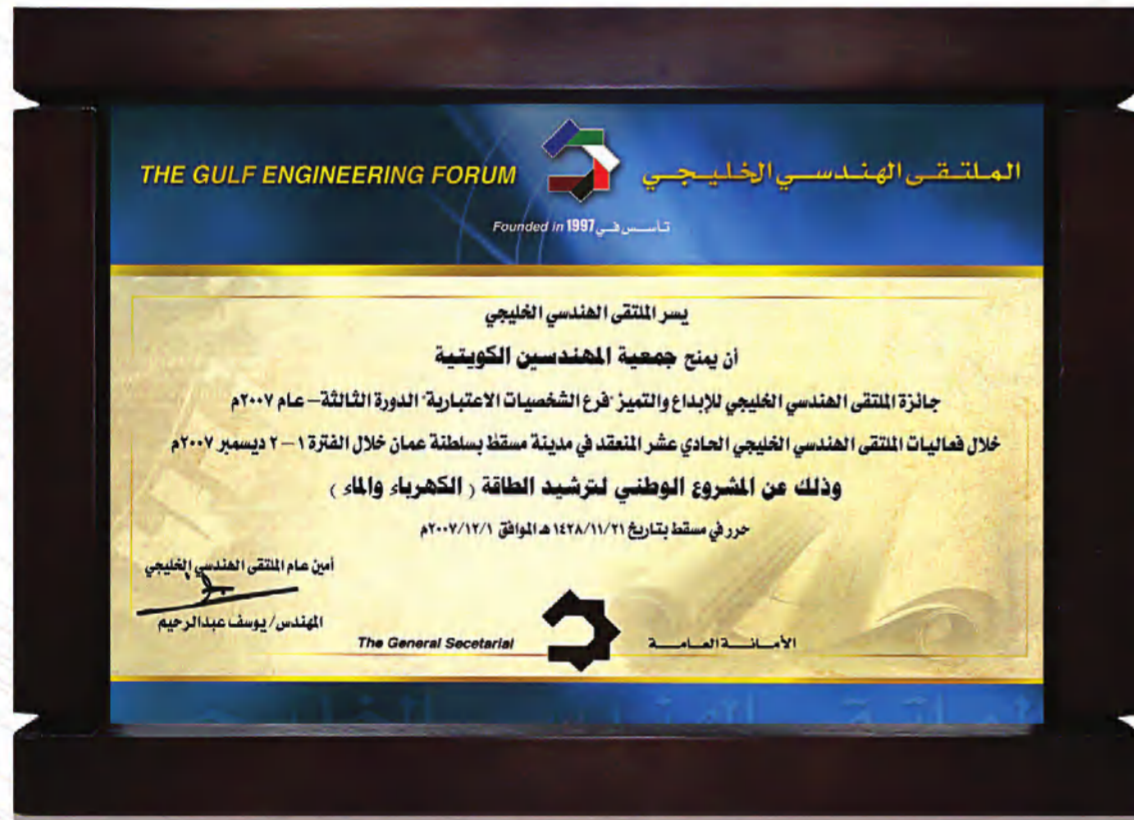 THE GULF ENGINEERING FORUM
الملتقى الهندسي الخليجي
Founded in 1997 تأسس في
يسر الملتقى الهندسي الخليجي
أن يمنح جمعية المهندسين الكويتية
جائزة الملتقى الهندسي الخليجي للإبداع والتميز "فرع الشخصيات الاعتبارية" الدورة الثالثة – عام ٢٠٠٧م
خلال فعاليات الملتقى الهندسي الخليجي الحادي عشر المنعقد في مدينة مسقط بسلطنة عمان خلال الفترة ١ – ٢ ديسمبر ٢٠٠٧م
وذلك عن المشروع الوطني لترشيد الطاقة ( الكهرباء والماء )
حرر في مسقط بتاريخ ١٤٢٨/١١/٢١ هـ الموافق ٢٠٠٧/١٢/١م
أمين عام الملتقى الهندسي الخليجي
المهندس/ يوسف عبدالرحيم
The General Secetarial
الأمانة العامة
الملتقى الهندسي الخليجي